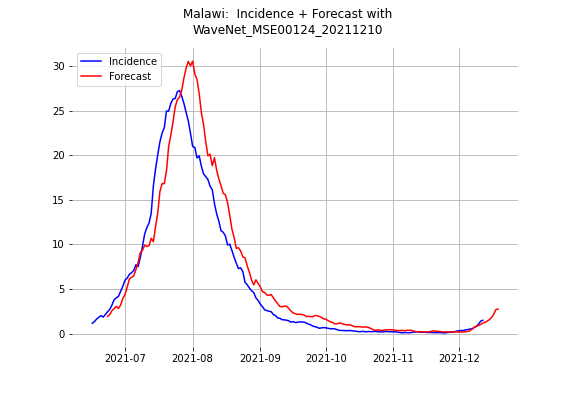 Malawi:  Incidence + Forecast with
WaveNet_MSE00124_20211210
Incidence
Forecast
30
25
20
15
10
5
0
2021-07 2021-08 2021-09 2021-10 2021-11 2021-12